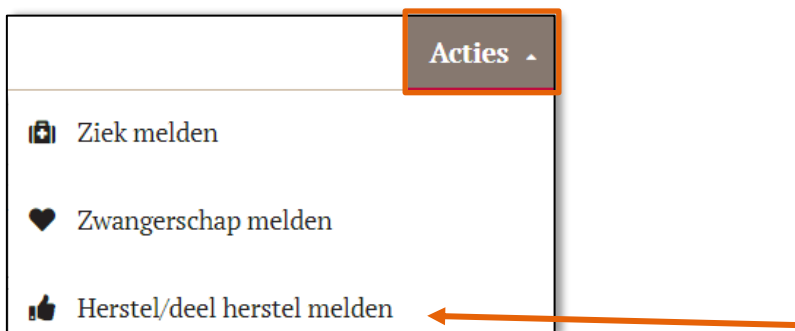 Acties
Ziek melden
Zwangerschap melden
Herstel/deel herstel melden